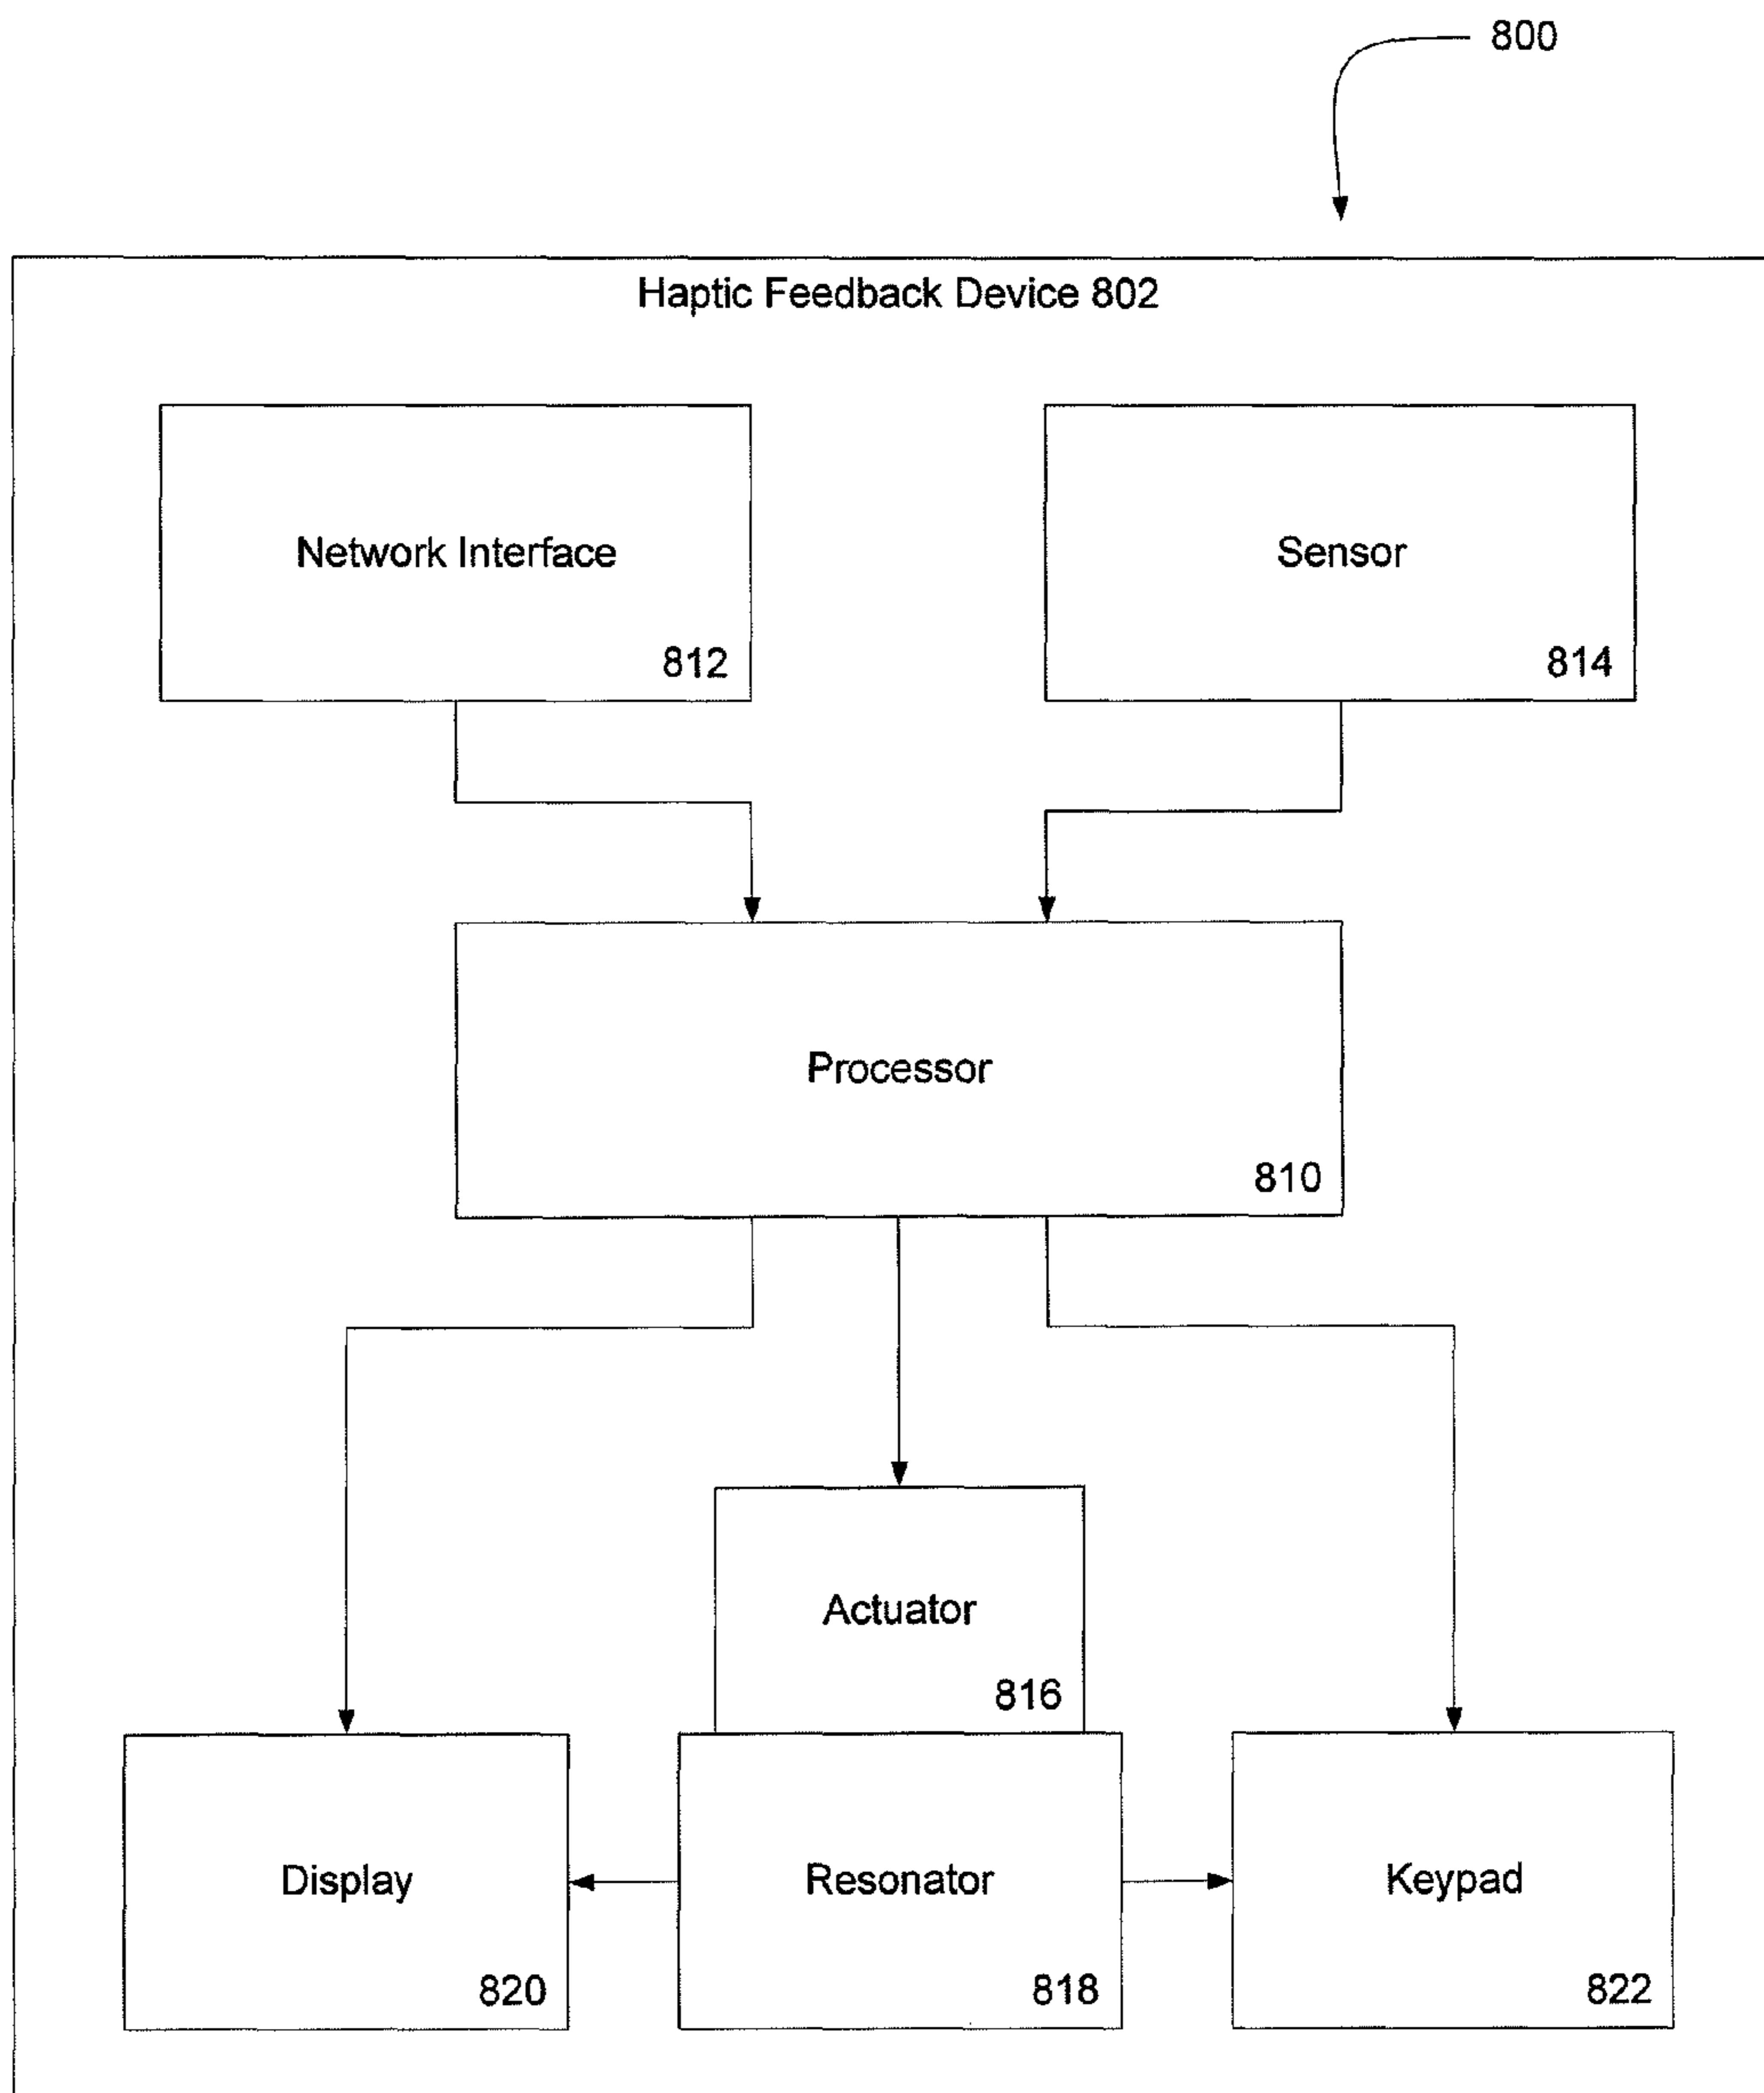 800
Haptic Feedback Device 802
Network Interface
812
Sensor
814
Processor
810
Actuator
816
Display
820
Resonator
818
Keypad
822